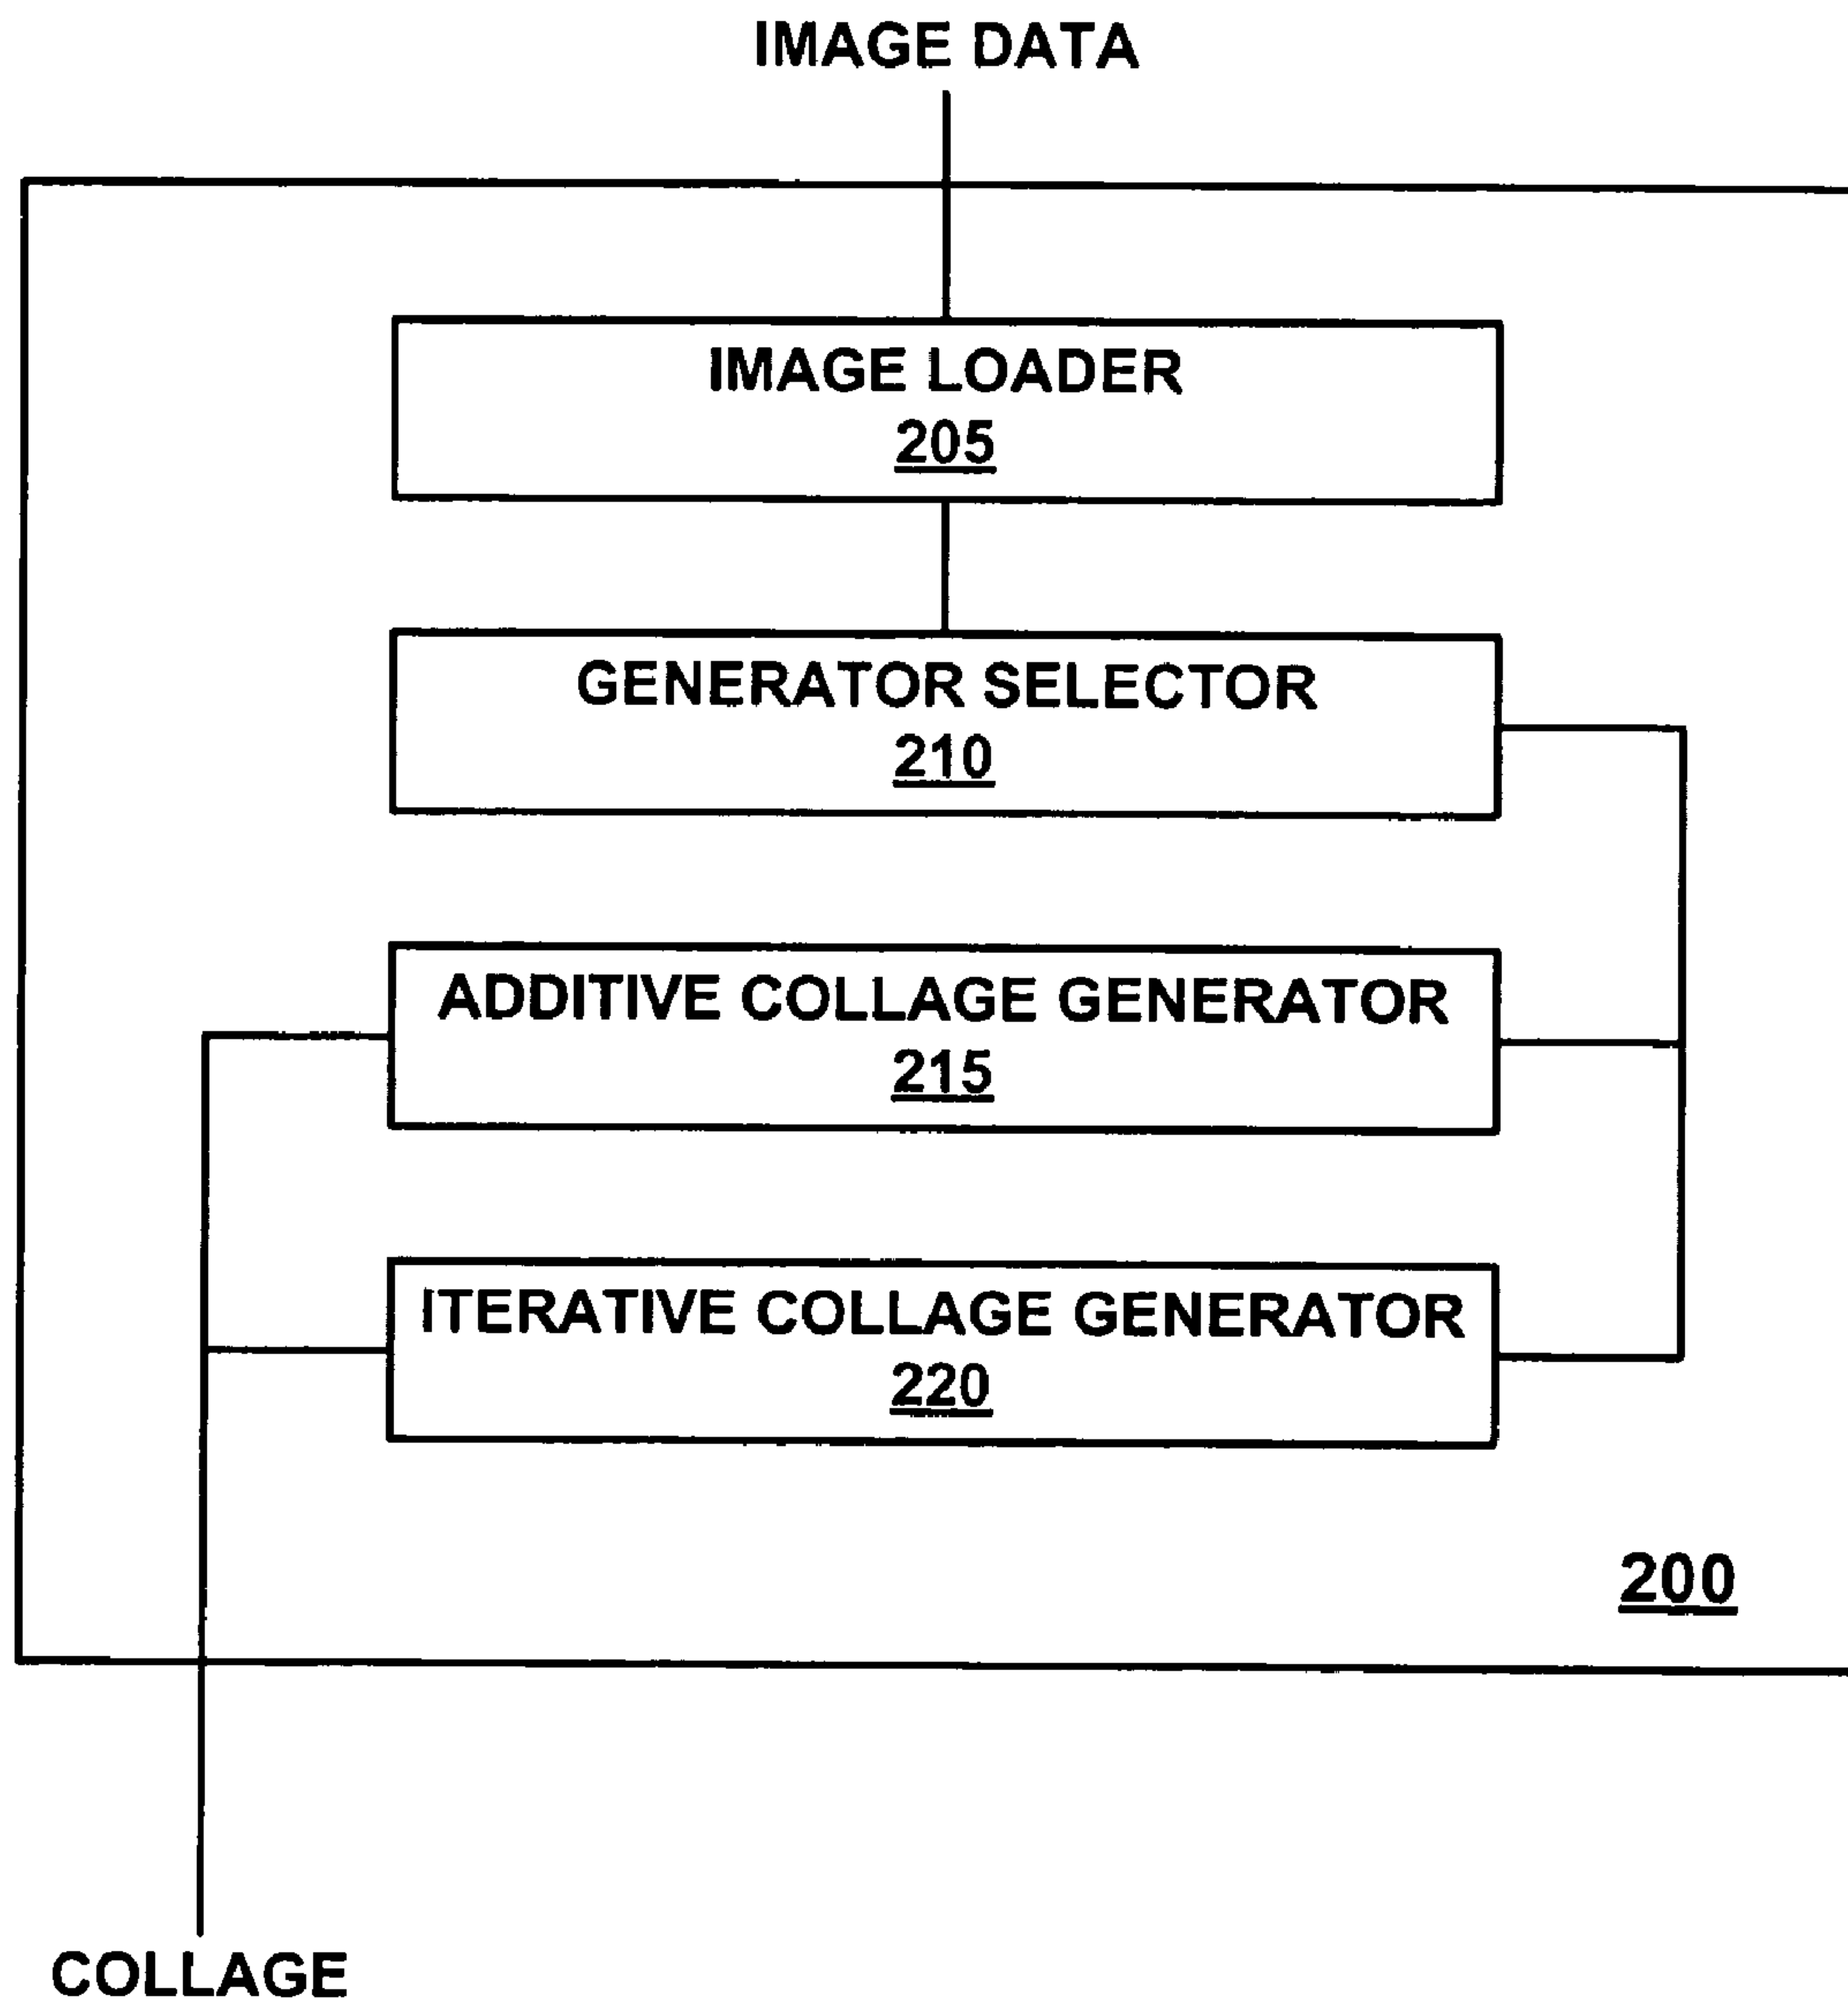 IMAGE DATA
IMAGE LOADER
205
GENERATOR SELECTOR
210
ADDITIVE COLLAGE GENERATOR
215
ITERATIVE COLLAGE GENERATOR
220
200
COLLAGE